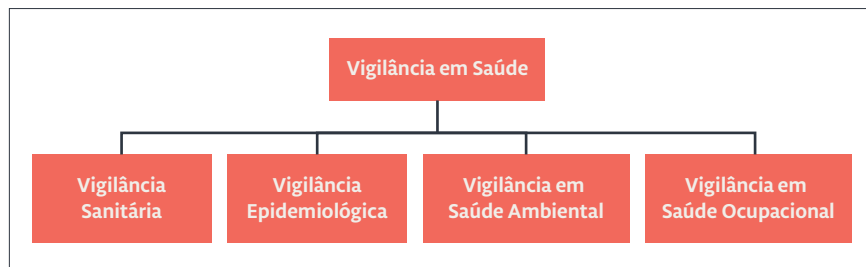 Vigilância em Saúde
Vigilância
Sanitária
Vigilância
Epidemiológica
Vigilância em
Saúde Ambiental
Vigilância em
Saúde Ocupacional